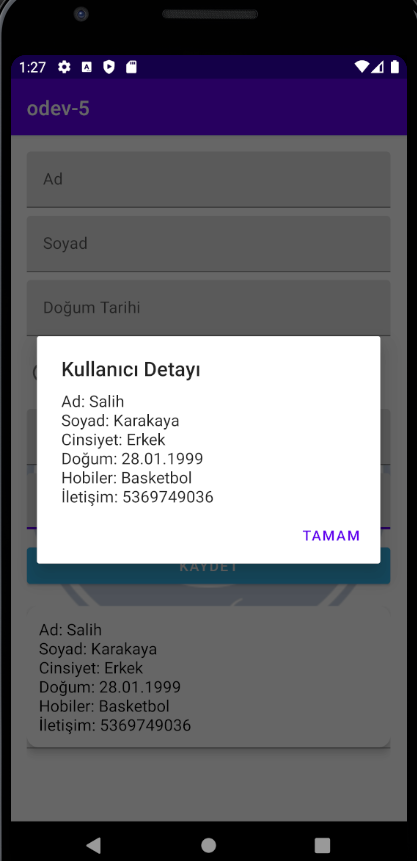 1:27
odev-5
Ad
Soyad
Doğum Tarihi
Kullanıcı Detayı
Ad: Salih
Soyad: Karakaya
Cinsiyet: Erkek
Doğum: 28.01.1999
Hobiler: Basketbol
İletişim: 5369749036
TAMAM
KAYDET
Ad: Salih
Soyad: Karakaya
Cinsiyet: Erkek
Doğum: 28.01.1999
Hobiler: Basketbol
İletişim: 5369749036